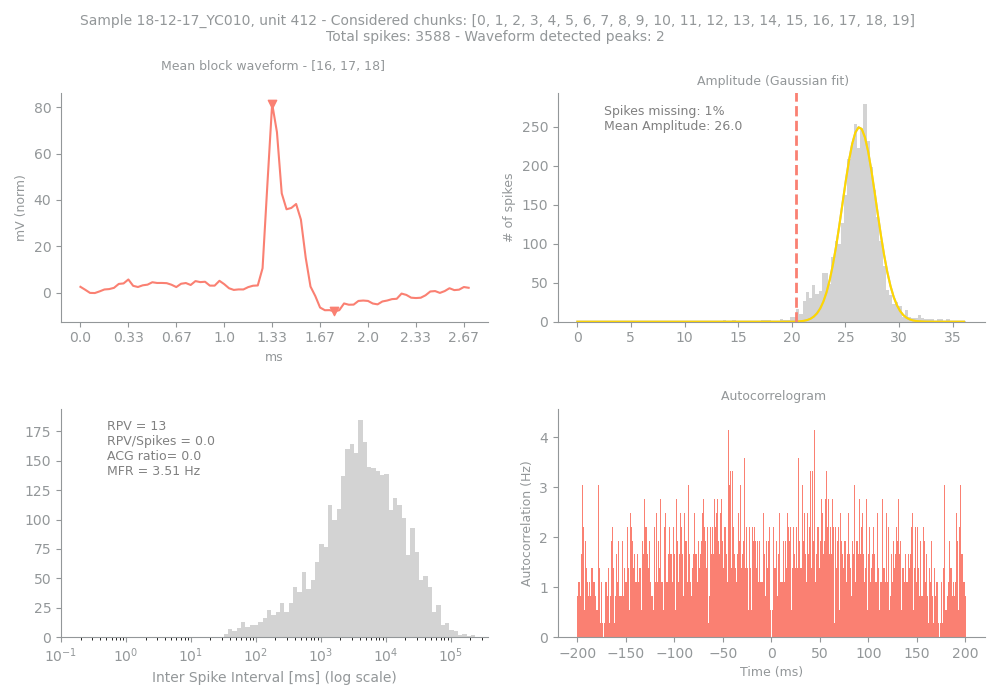 Sample 18-12-17_YC010, unit 412 - Considered chunks: [0, 1, 2, 3, 4, 5, 6, 7, 8, 9, 10, 11, 12, 13, 14, 15, 16, 17, 18, 19]
Total spikes: 3588 - Waveform detected peaks: 2
Mean block waveform - [16, 17, 18]
80
60
40
20
0
mV (norm)
0.0 0.33 0.67 1.0 1.33 1.67 2.0 2.33 2.67
ms
Amplitude (Gaussian fit)
Spikes missing: 1%
Mean Amplitude: 26.0
250
200
150
100
50
0
# of spikes
0 5 10 15 20 25 30 35
RPV = 13
RPV/Spikes = 0.0
ACG ratio= 0.0
MFR = 3.51 Hz
175
150
125
100
75
50
25
0
10⁻¹ 10⁰ 10¹ 10² 10³ 10⁴ 10⁵
Inter Spike Interval [ms] (log scale)
Autocorrelogram
4
3
2
1
0
Autocorrelation (Hz)
−200 −150 −100 −50 0 50 100 150 200
Time (ms)